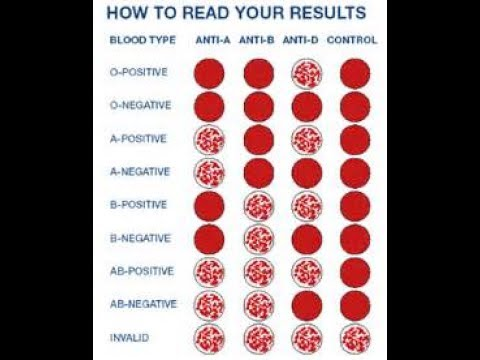 HOW TO READ YOUR RESULTS
BLOOD TYPE ANTI-A ANTI-B ANTI-D CONTROL
O-POSITIVE
O-NEGATIVE
A-POSITIVE
A-NEGATIVE
B-POSITIVE
B-NEGATIVE
AB-POSITIVE
AB-NEGATIVE
INVALID